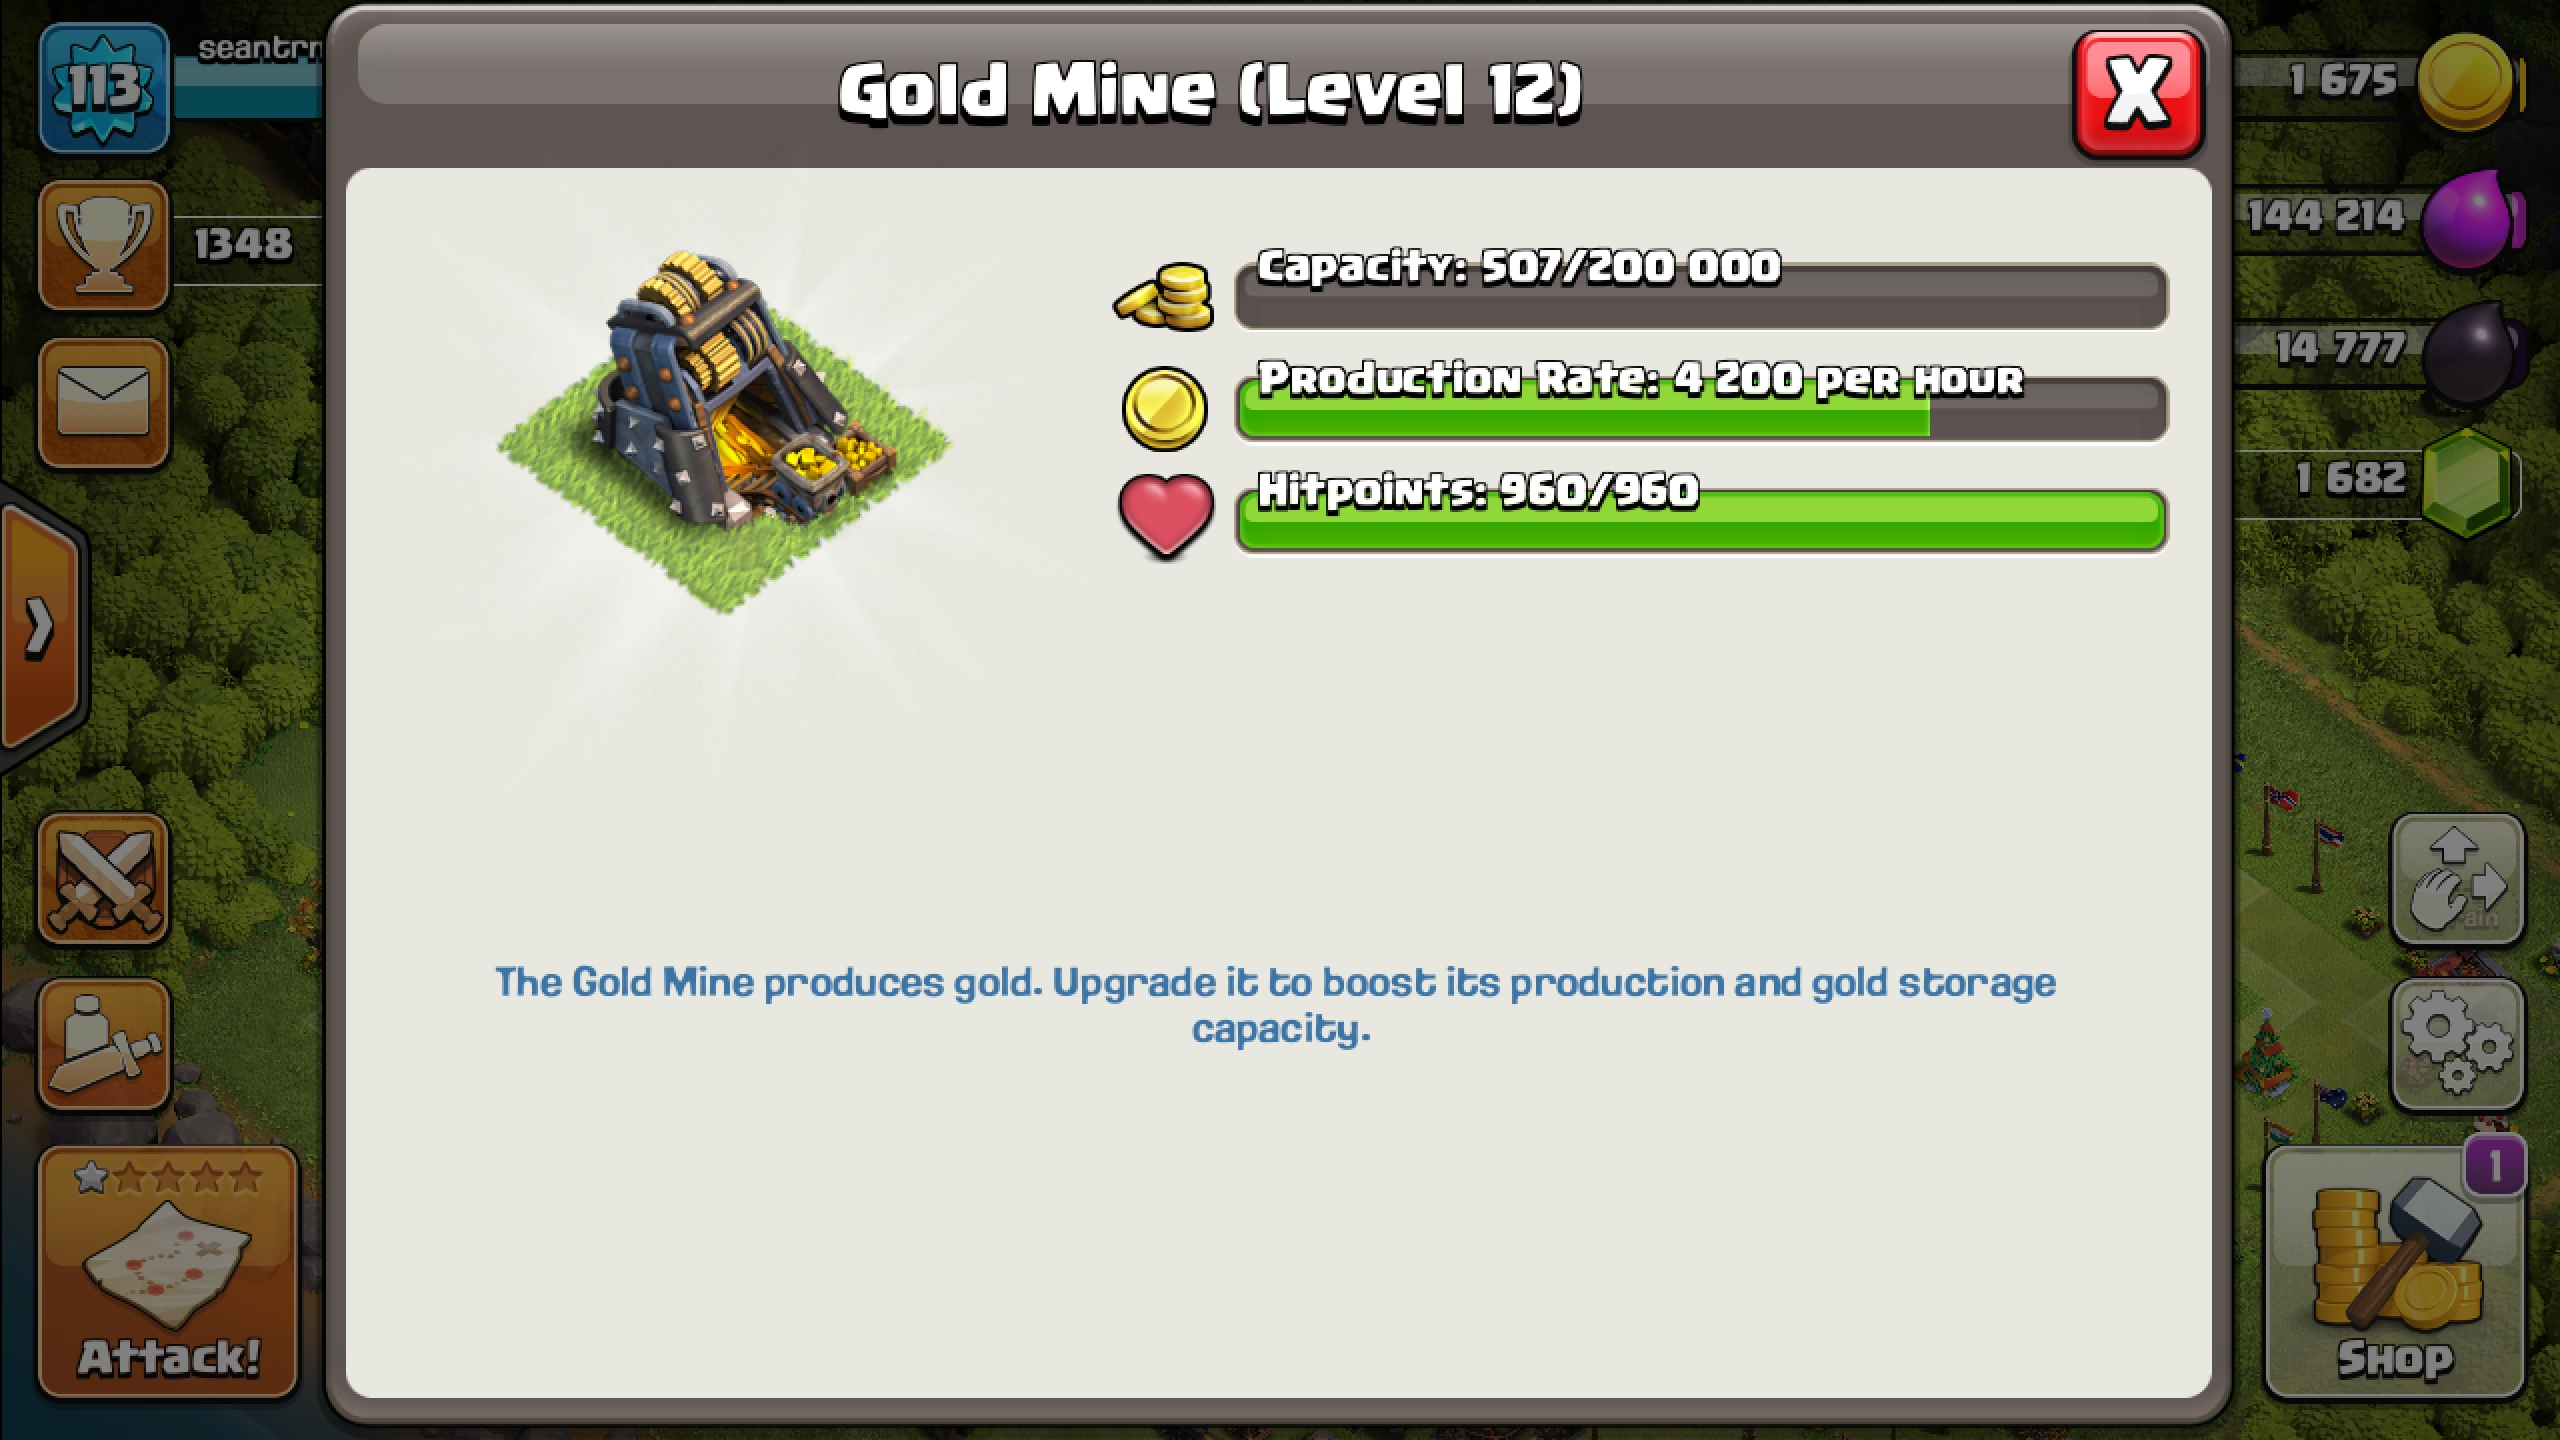 113
seantrn
Gold Mine (Level 12)
X
1 675
1348
144 214
14 777
1 682
Capacity: 507/200 000
Production Rate: 4 200 per hour
Hitpoints: 960/960
The Gold Mine produces gold. Upgrade it to boost its production and gold storage
capacity.
1
Attack!
Shop